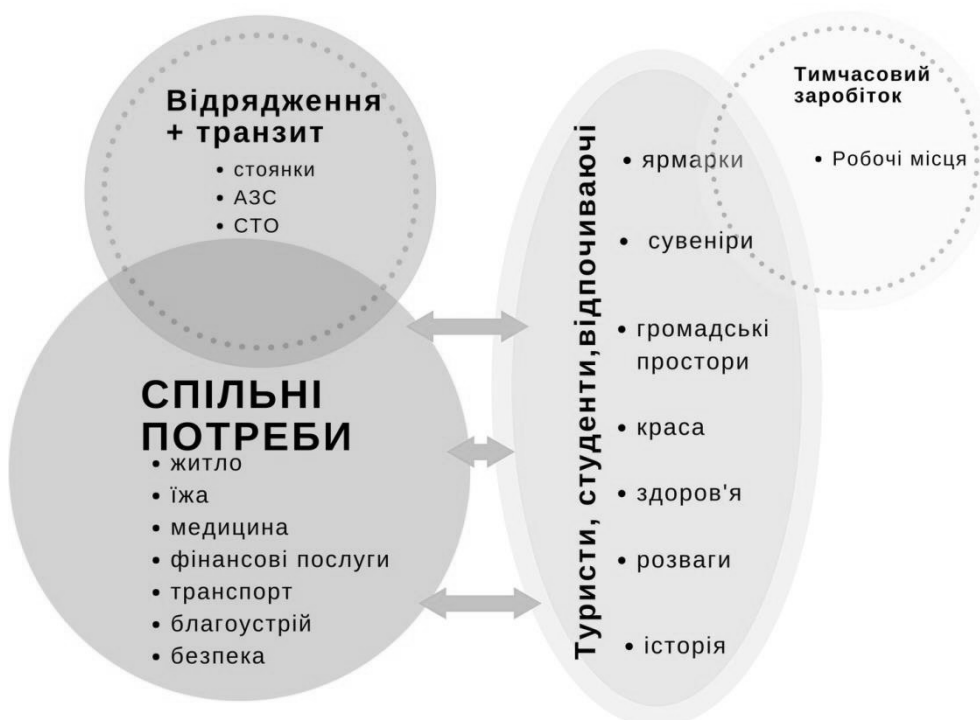 Відрядження
+ транзит
• стоянки
• АЗС
• СТО
СПІЛЬНІ
ПОТРЕБИ
• житло
• їжа
• медицина
• фінансові послуги
• транспорт
• благоустрій
• безпека
Туристи, студенти,відпочиваючі
• ярмарки
• сувеніри
• громадські
простори
• краса
• здоров'я
• розваги
• історія
Тимчасовий
заробіток
• Робочі місця